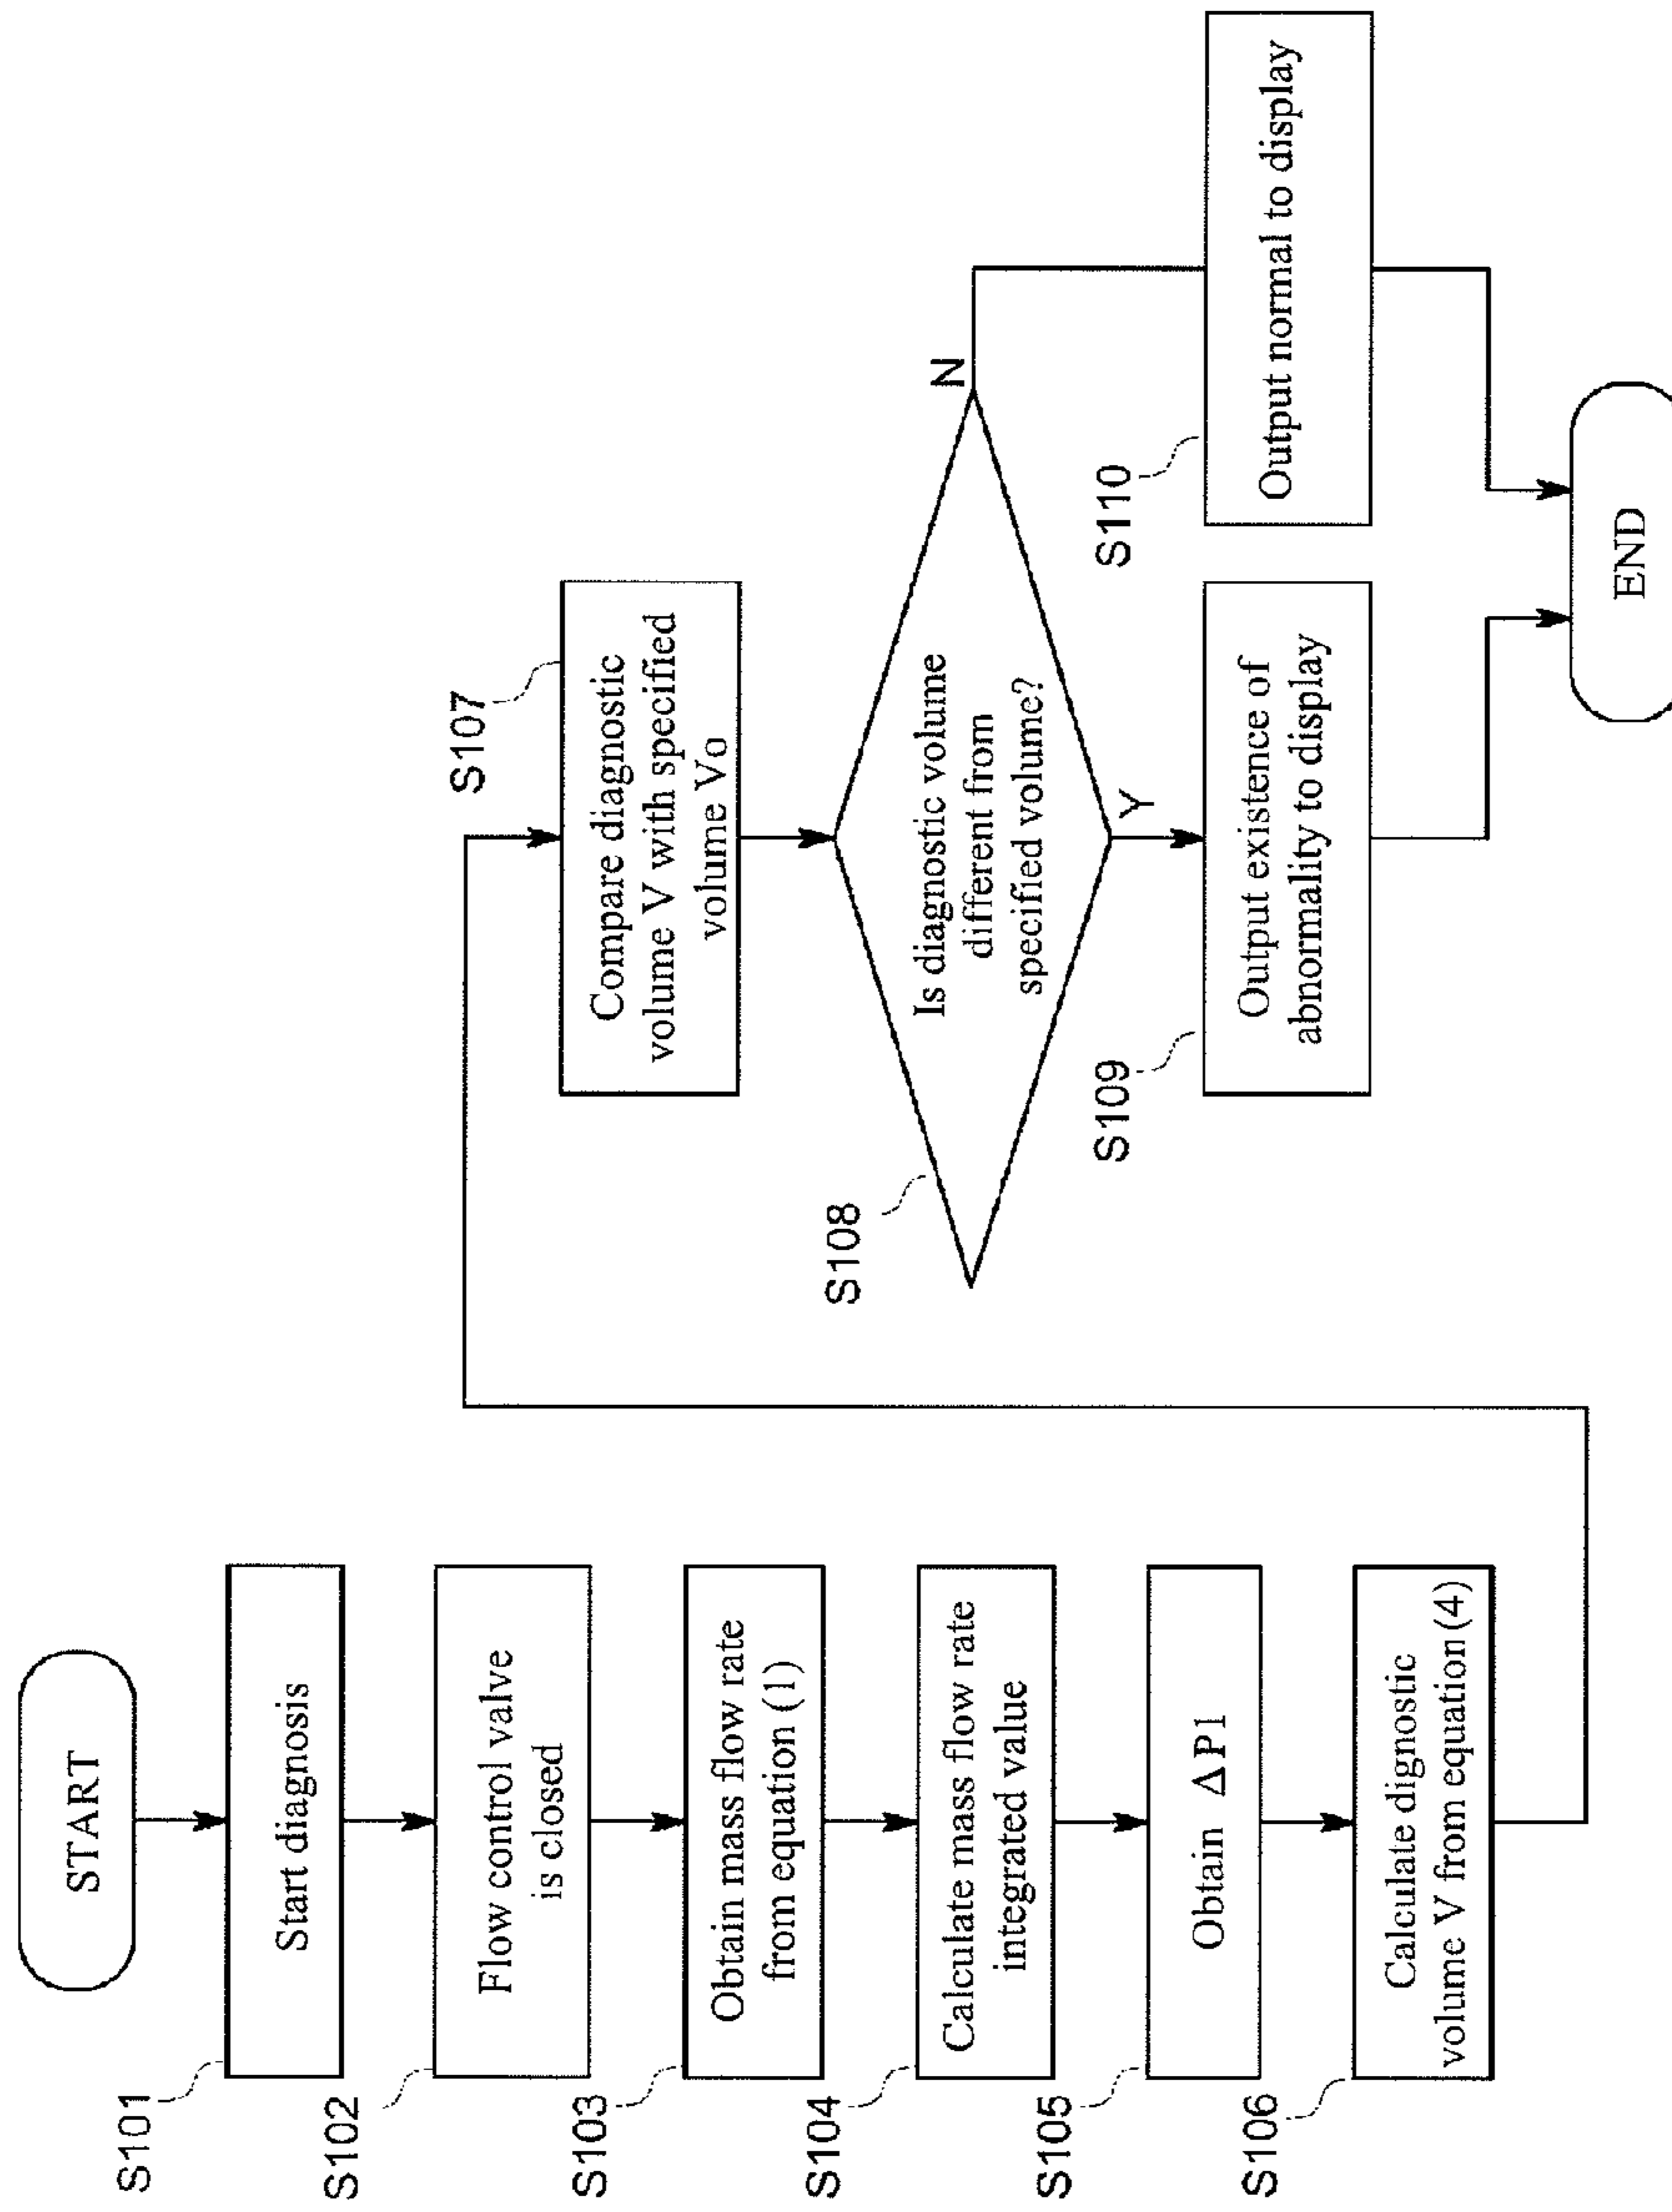 START
S101
Start diagnosis
S102
Flow control valve
is closed
S103
Obtain mass flow rate
from equation (1)
S104
Calculate mass flow rate
integrated value
S105
Obtain ΔP1
S106
Calculate dignostic
volume V from equation (4)
S107
Compare diagnostic
volume V with specified
volume Vo
S108
Is diagnostic volume
different from
specified volume?
Y
N
S109
Output existence of
abnormality to display
S110
Output normal to display
END